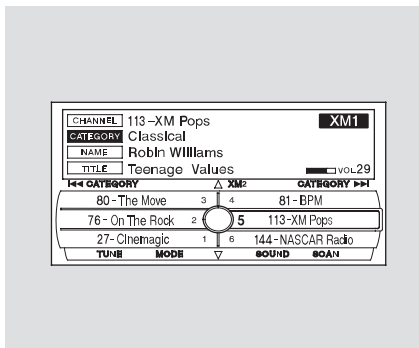 CHANNEL 113-XM Pops XM1
CATEGORY Classical
NAME Robin Williams
TITLE Teenage Values VOL29
CATEGORY XM2 CATEGORY
80-The Move 3 4 81-BPM
76-On The Rock 2 5 113-XM Pops
27-Cinemagic 1 6 144-NASCAR Radio
TUNE MODE SOUND SCAN